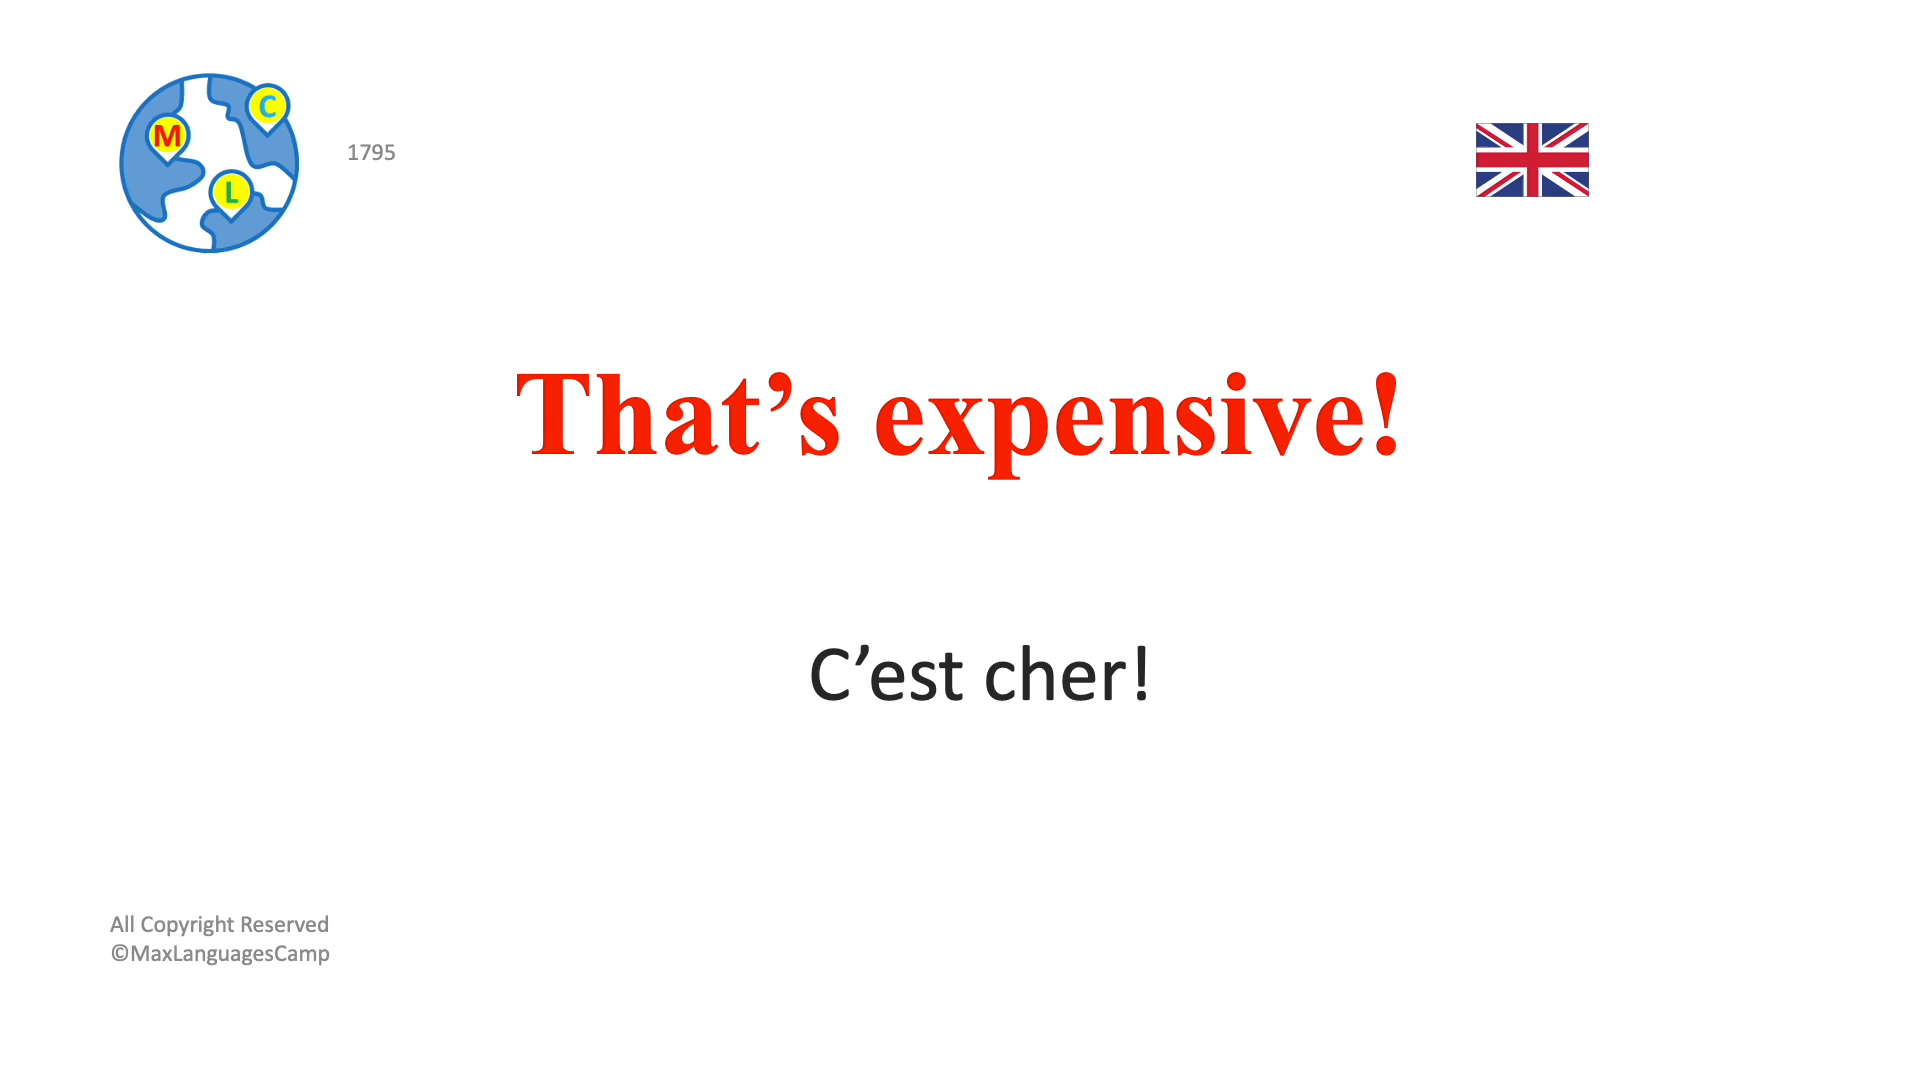 C
M
L
1795
That’s expensive!
C’est cher!
All Copyright Reserved
©MaxLanguagesCamp